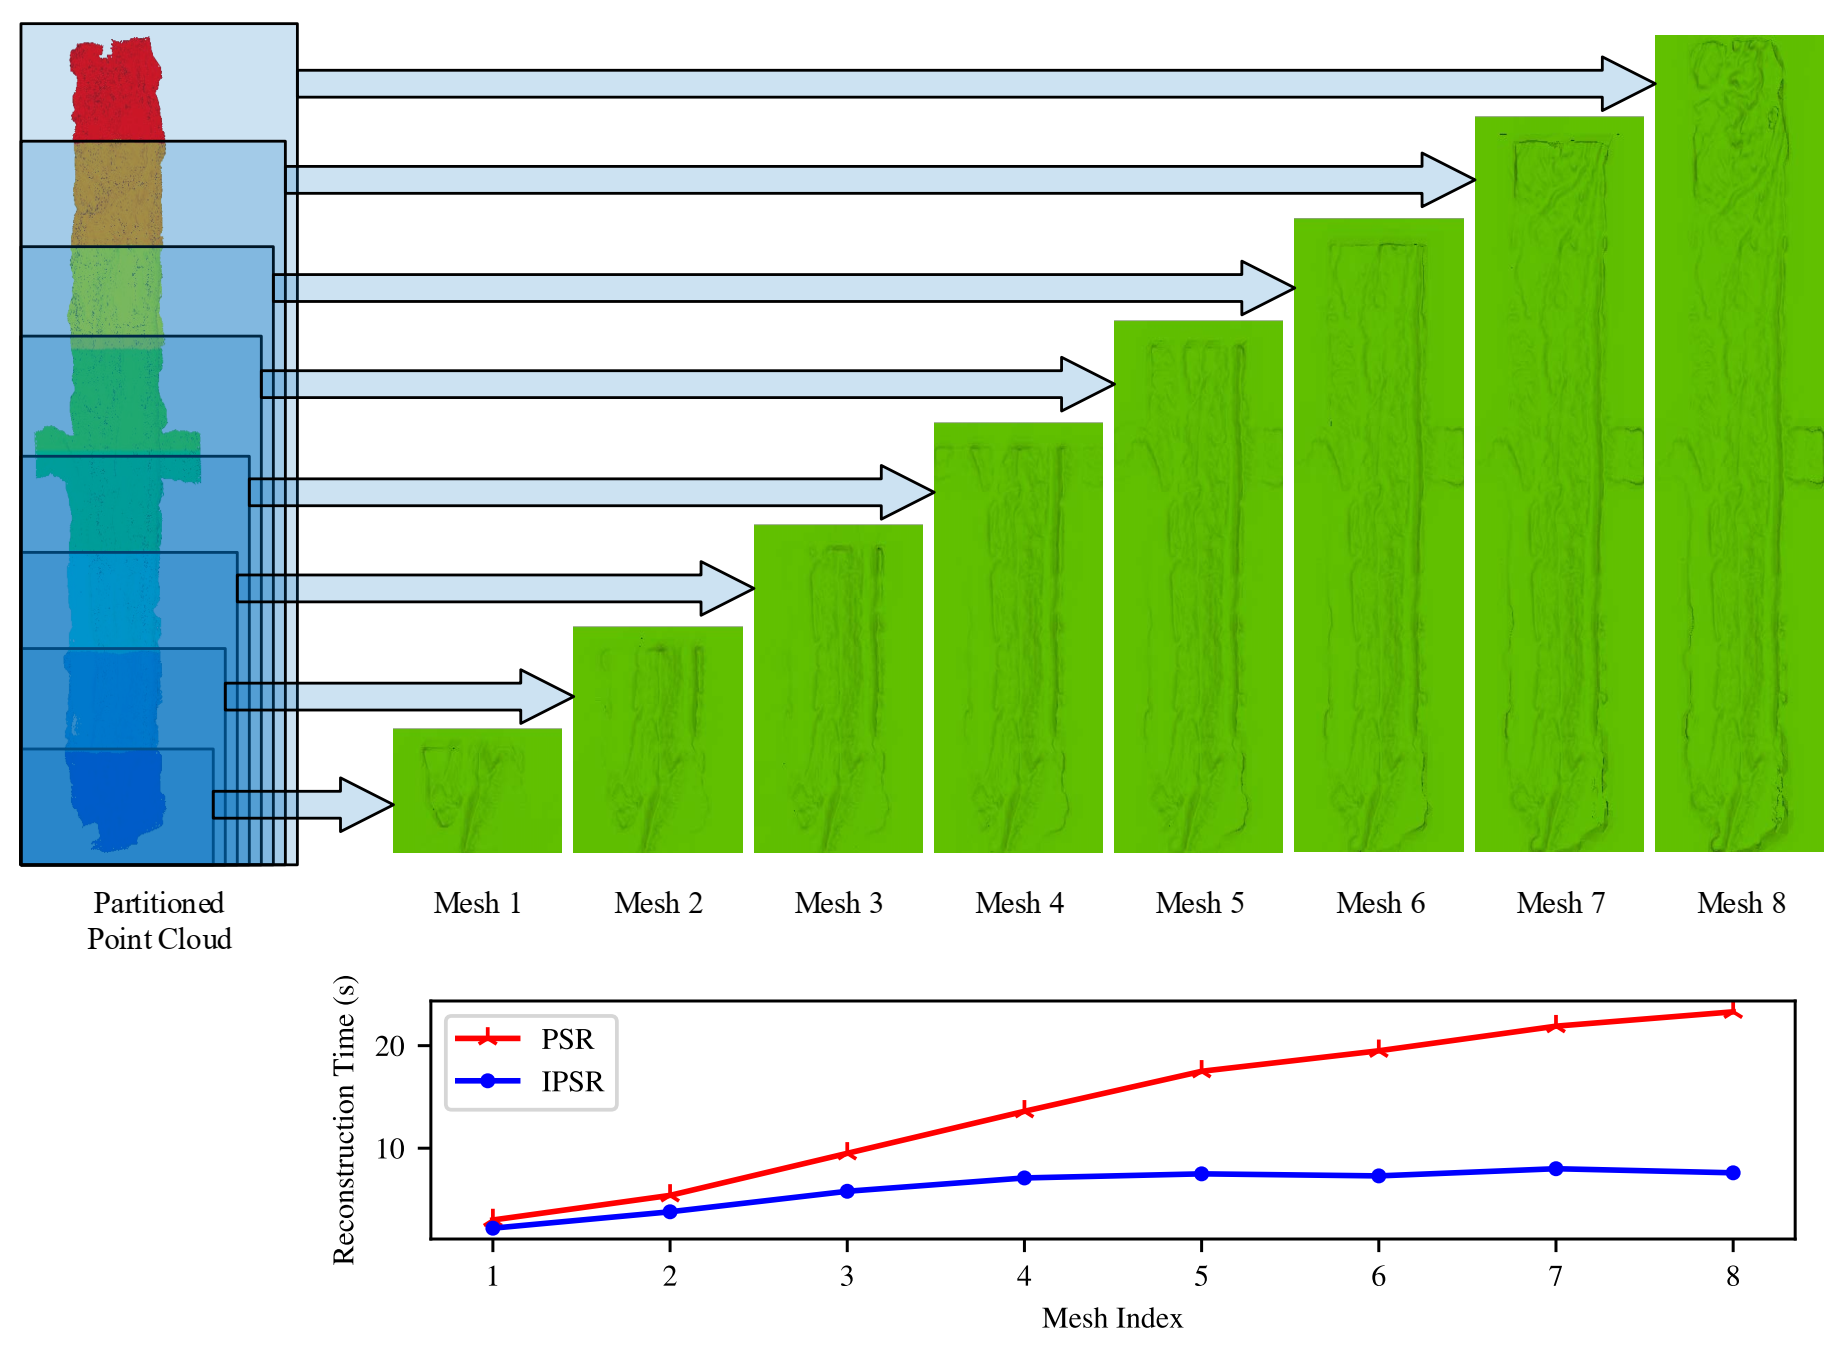 Partitioned
Point Cloud
Mesh 1
Mesh 2
Mesh 3
Mesh 4
Mesh 5
Mesh 6
Mesh 7
Mesh 8
Reconstruction Time (s)
20
10
PSR
IPSR
1
2
3
4
5
6
7
8
Mesh Index